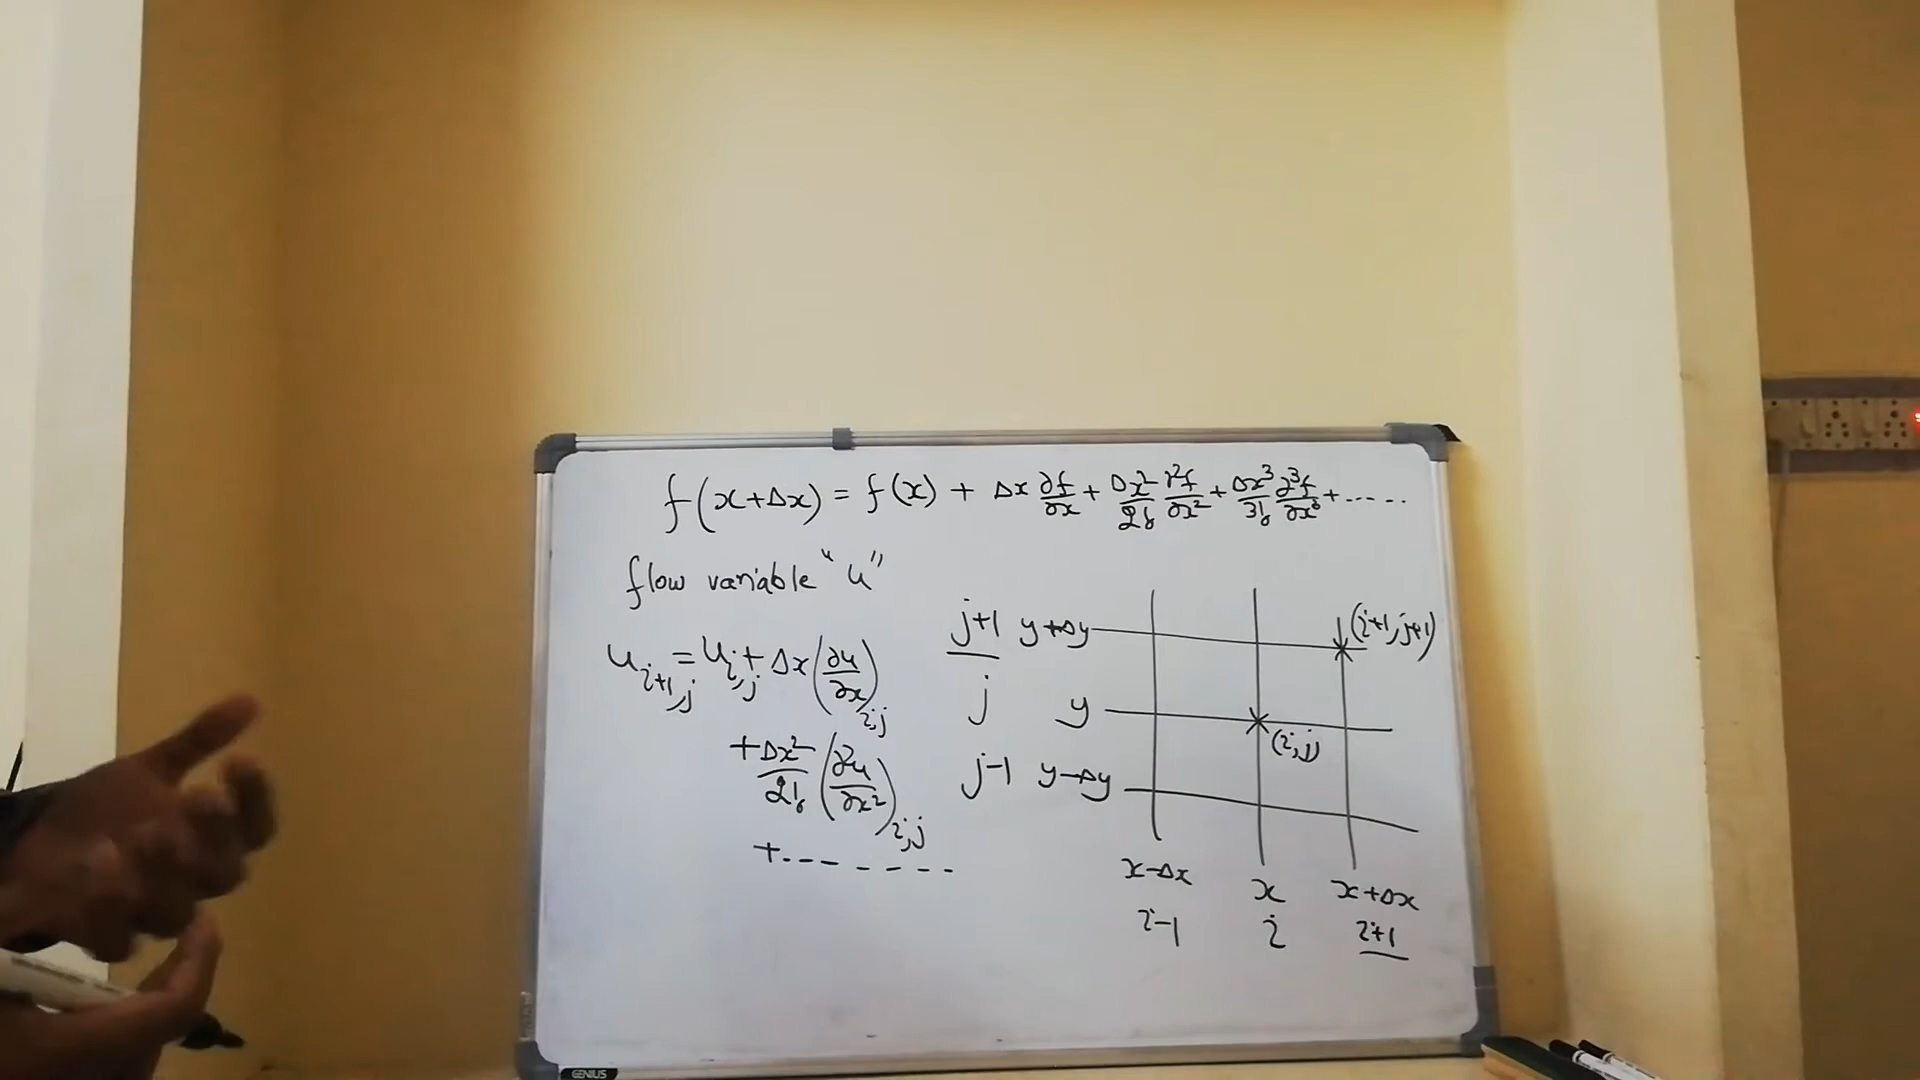 f(x+Δx) = f(x) + Δx ∂f/∂x + Δx²/2! ∂²f/∂x² + Δx³/3! ∂³f/∂x³ + -----
flow variable "u"
u_{i+1,j} = u_{i,j} + Δx (∂u/∂x)_{i,j}
+ Δx²/2! (∂²u/∂x²)_{i,j}
+ -------
j+1 y+Δy (i+1, j+1)
j y (i,j)
j-1 y-Δy
x-Δx x x+Δx
i-1 i i+1
GENIUS